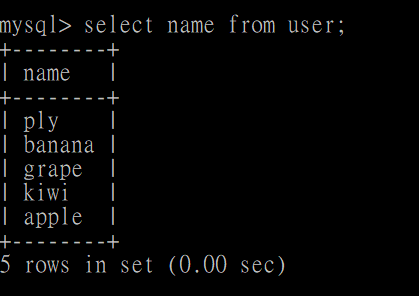 mysql> select name from user;
+--------+
| name   |
+--------+
| ply    |
| banana |
| grape  |
| kiwi   |
| apple  |
+--------+
5 rows in set (0.00 sec)